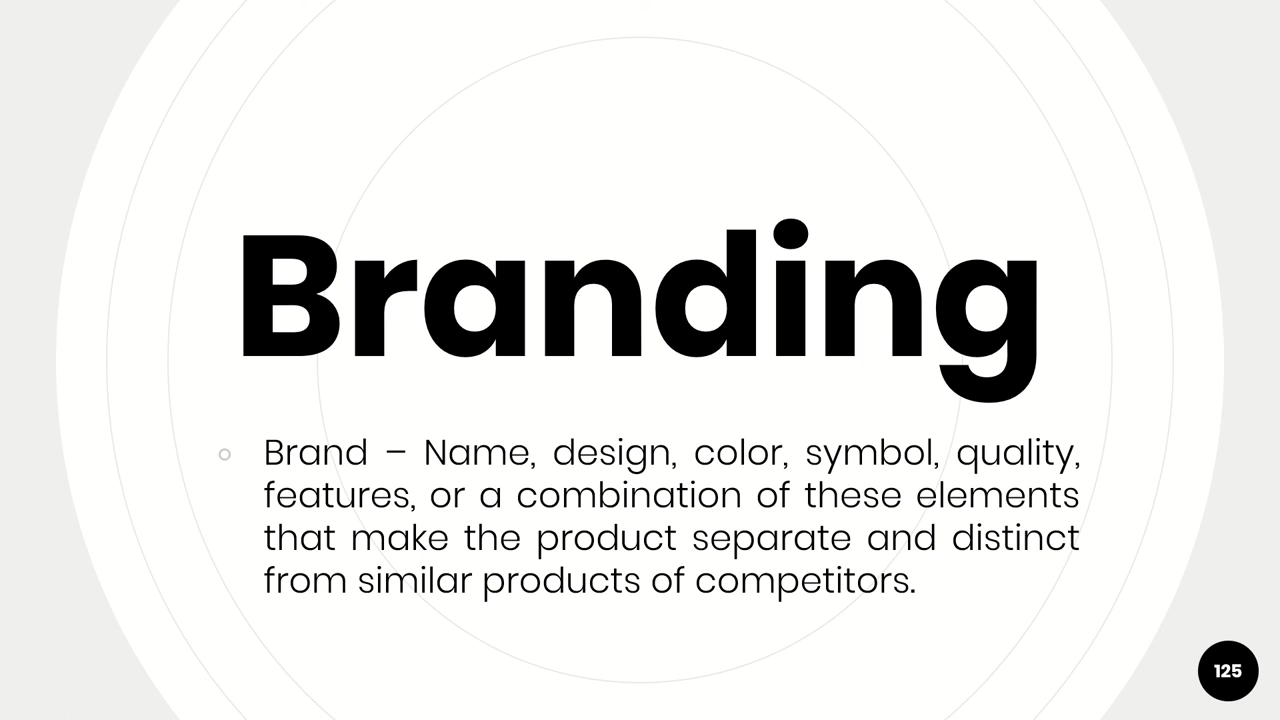 Branding
Brand – Name, design, color, symbol, quality,
features, or a combination of these elements
that make the product separate and distinct
from similar products of competitors.
125